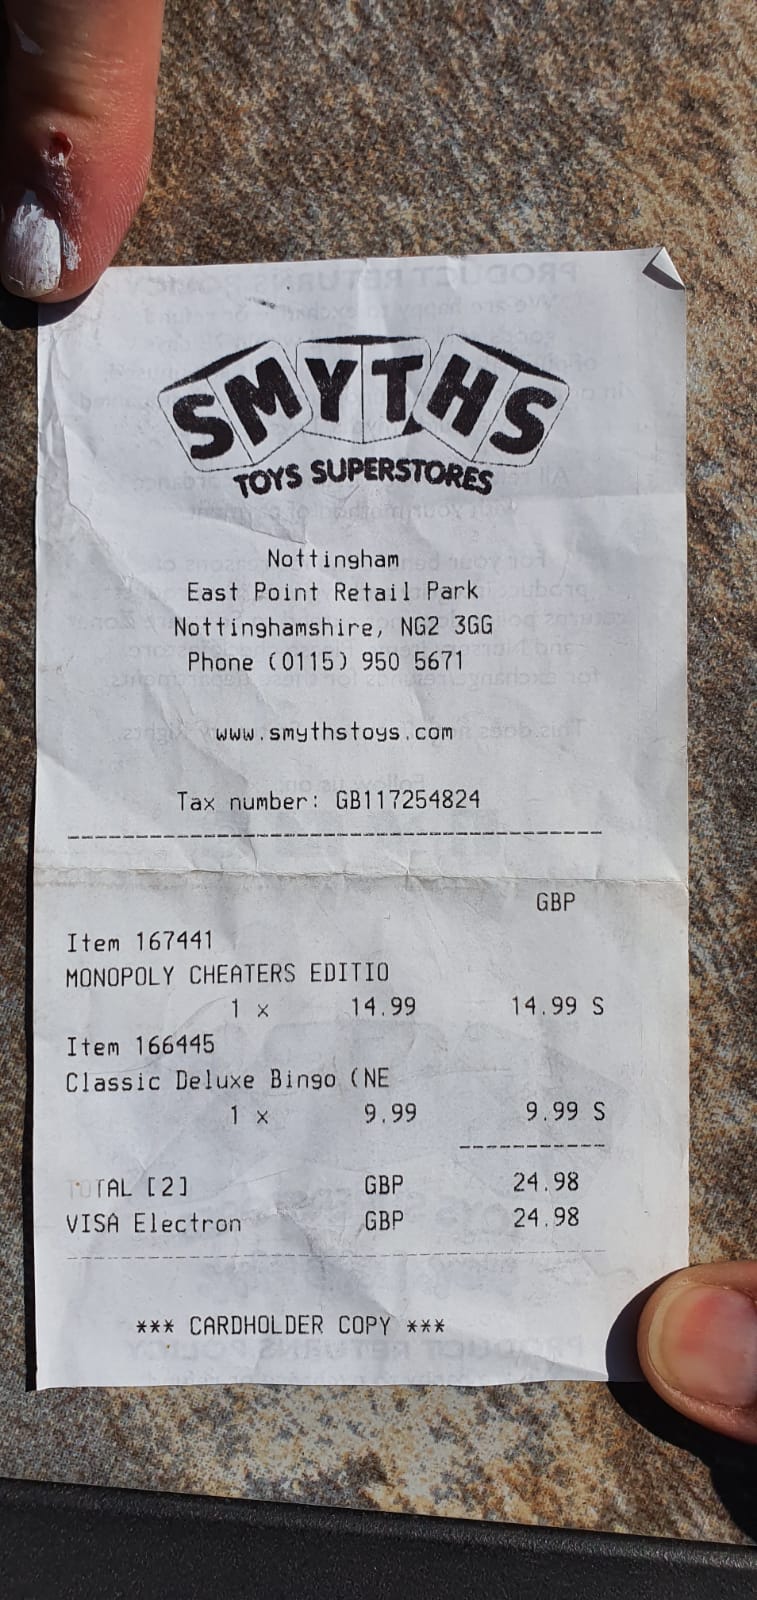 SMYTHS
TOYS SUPERSTORES
Nottingham
East Point Retail Park
Nottinghamshire, NG2 3GG
Phone (0115) 950 5671
www.smythstoys.com
Tax number: GB117254824
GBP
Item 167441
MONOPOLY CHEATERS EDITIO
1 x 14.99 14.99 S
Item 166445
Classic Deluxe Bingo (NE
1 x 9.99 9.99 S
TOTAL [2] GBP 24.98
VISA Electron GBP 24.98
*** CARDHOLDER COPY ***